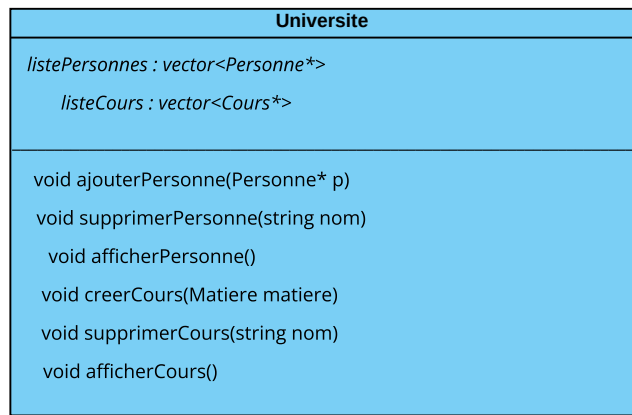 Universite
listePersonnes : vector<Personne*>
listeCours : vector<Cours*>
void ajouterPersonne(Personne* p)
void supprimerPersonne(string nom)
void afficherPersonne()
void creerCours(Matiere matiere)
void supprimerCours(string nom)
void afficherCours()